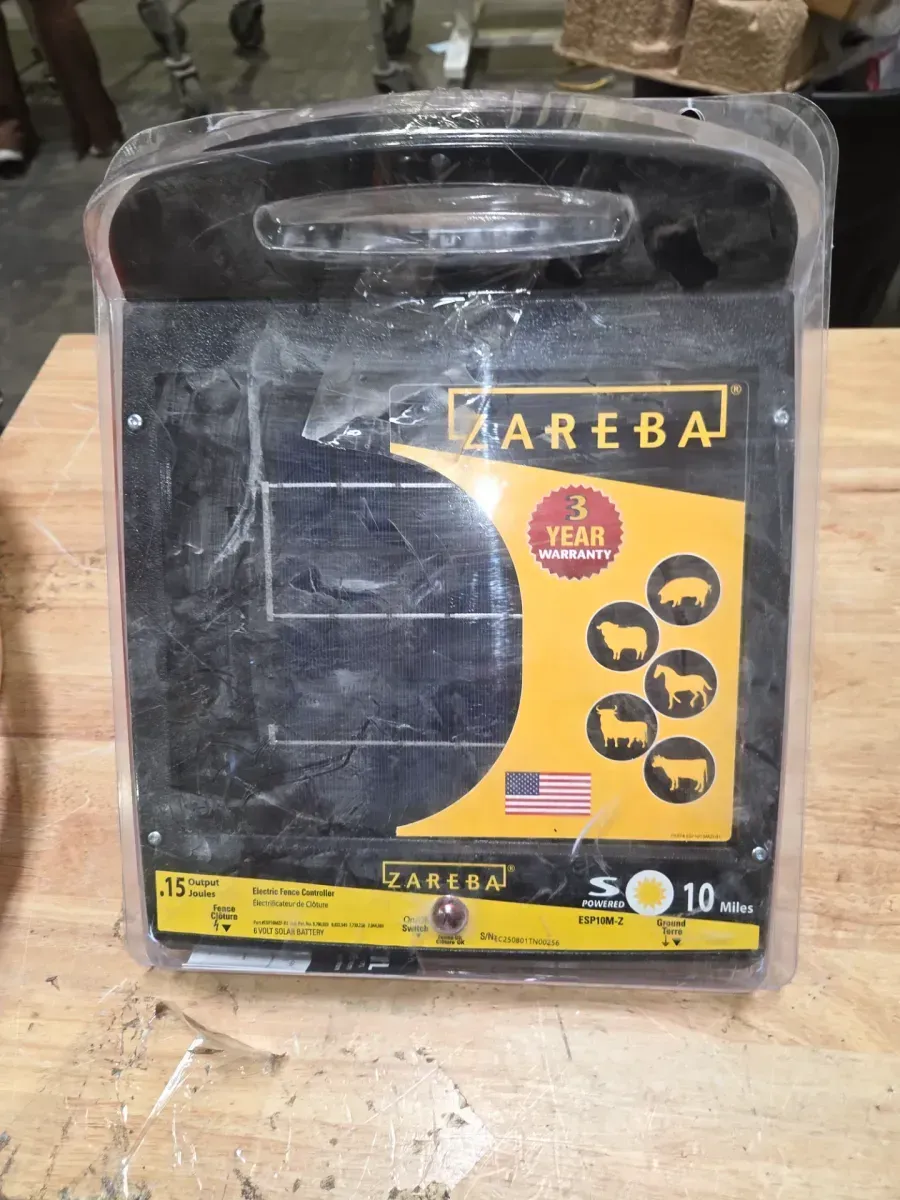 ZAREBA®
3
YEAR
WARRANTY
ZAREBA®
.15 Output
Joules
Electric Fence Controller
Électrificateur de Clôture
6 VOLT SOLAR BATTERY
Fence
Clôture
On/Off
Switch
S/N:
S
POWERED
10 Miles
ESP10M-Z
Ground
Terre